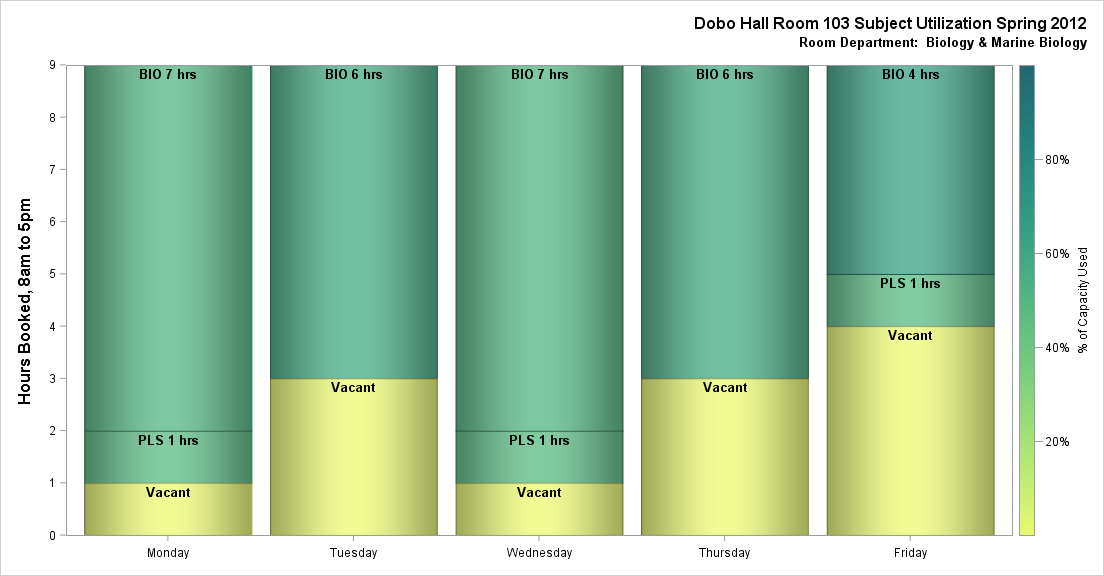 Dobo Hall Room 103 Subject Utilization Spring 2012
Room Department: Biology & Marine Biology
Hours Booked, 8am to 5pm
9
8
7
6
5
4
3
2
1
0
BIO 7 hrs
PLS 1 hrs
Vacant
BIO 6 hrs
Vacant
BIO 7 hrs
PLS 1 hrs
Vacant
BIO 6 hrs
Vacant
BIO 4 hrs
PLS 1 hrs
Vacant
Monday
Tuesday
Wednesday
Thursday
Friday
80%
60%
40%
20%
% of Capacity Used